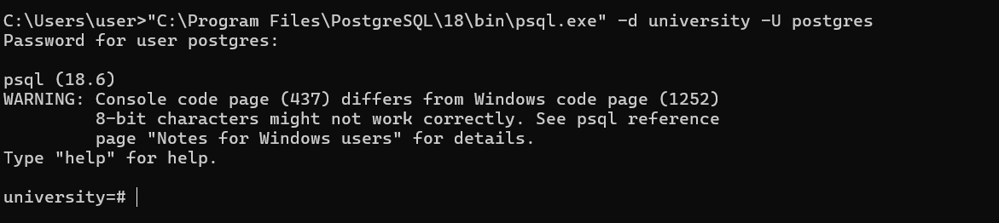 C:\Users\user>"C:\Program Files\PostgreSQL\18\bin\psql.exe" -d university -U postgres
Password for user postgres:
psql (18.6)
WARNING: Console code page (437) differs from Windows code page (1252)
         8-bit characters might not work correctly. See psql reference
         page "Notes for Windows users" for details.
Type "help" for help.
university=#